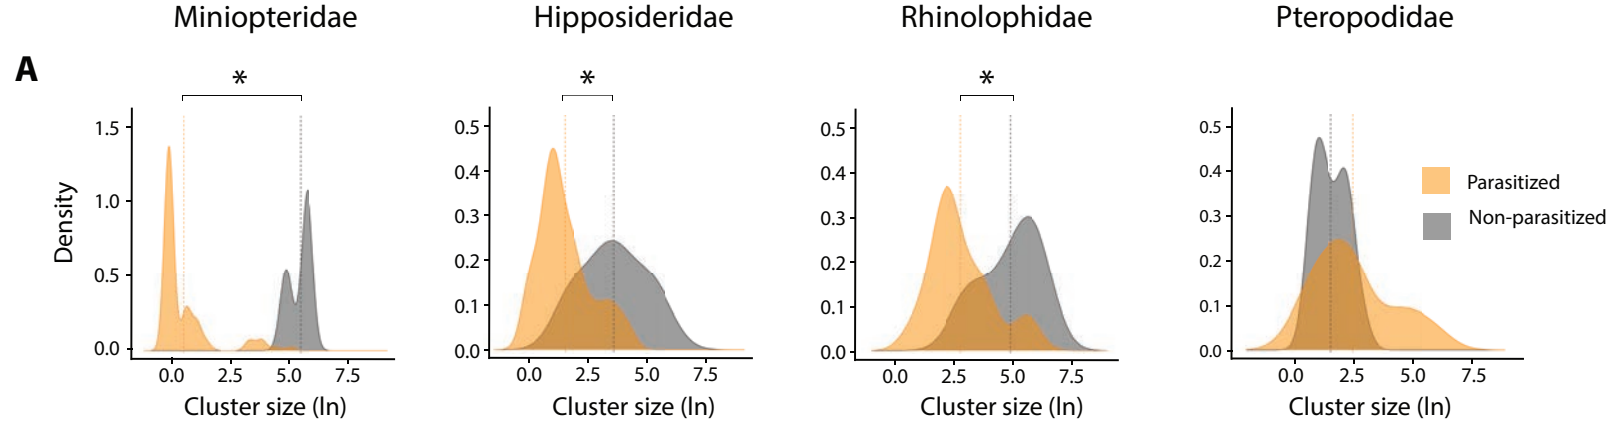 Miniopteridae Hipposideridae Rhinolophidae Pteropodidae
A
* * *
1.5
1.0
0.5
0.0
Density
0.0 2.5 5.0 7.5
Cluster size (ln)
0.5
0.4
0.3
0.2
0.1
0.0
0.0 2.5 5.0 7.5
Cluster size (ln)
0.5
0.4
0.3
0.2
0.1
0.0
0.0 2.5 5.0 7.5
Cluster size (ln)
0.5
0.4
0.3
0.2
0.1
0.0
0.0 2.5 5.0 7.5
Cluster size (ln)
Parasitized
Non-parasitized